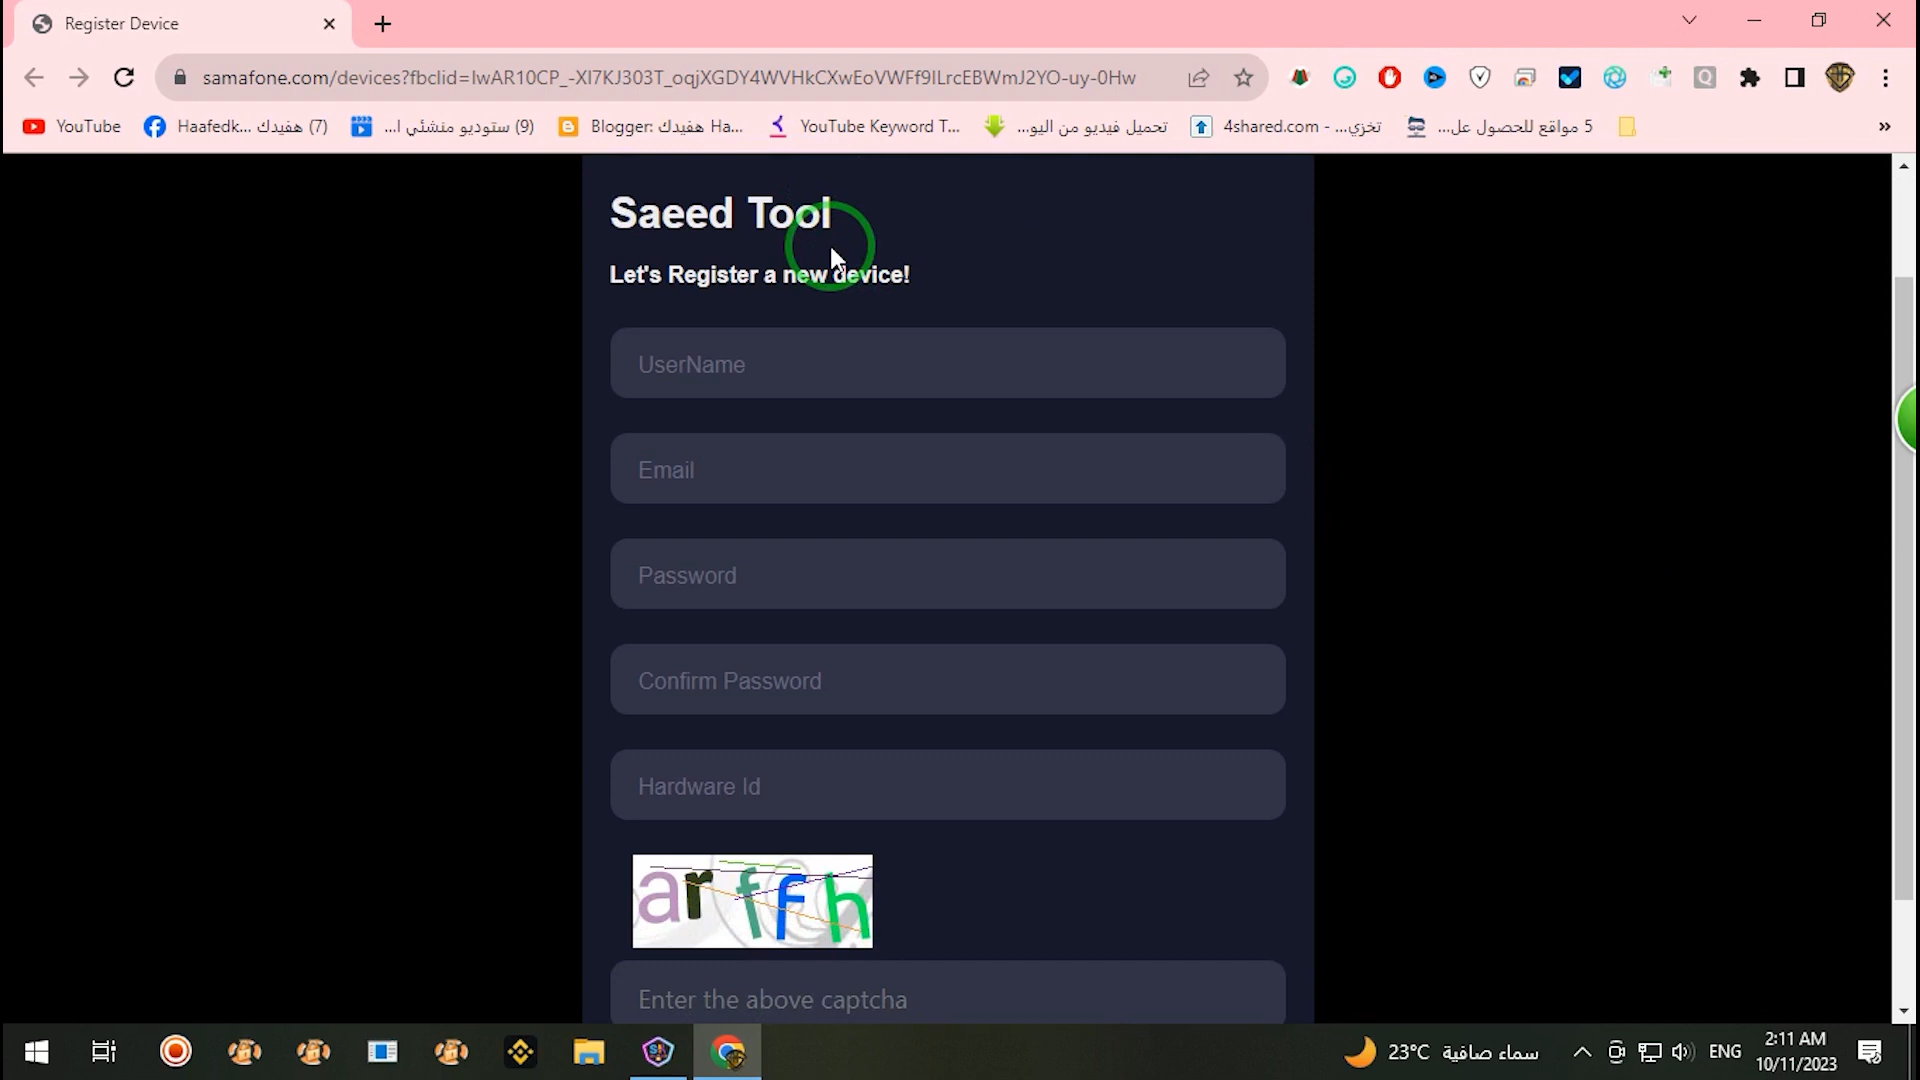 Register Device
samafone.com/devices?fbclid=IwAR10CP_-XI7KJ303T_oqjXGDY4WVHkCXwEoVWFf9ILrcEBWmJ2YO-uy-0Hw
YouTube
Haafedk... هفيدك (7)
(9) ستوديو منشئي ا...
Blogger: هفيدك Ha...
YouTube Keyword T...
تحميل فيديو من اليو...
4shared.com - تخزي...
5 مواقع للحصول عل...
»
Saeed Tool
Let's Register a new device!
UserName
Email
Password
Confirm Password
Hardware Id
arffh
Enter the above captcha
23°C سماء صافية
ENG
2:11 AM
10/11/2023